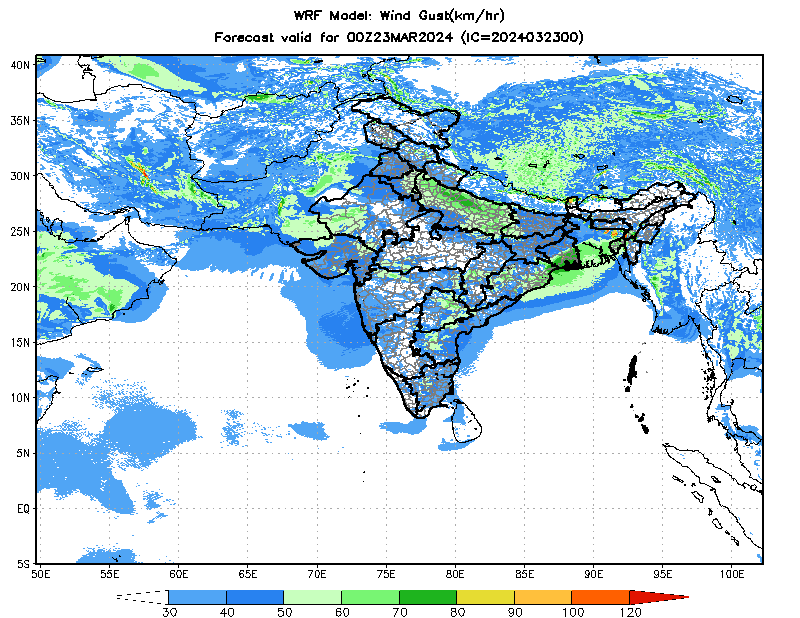 WRF Model: Wind Gust(km/hr)
Forecast valid for 00Z23MAR2024 (IC=2024032300)
40N
35N
30N
25N
20N
15N
10N
5N
EQ
5S
50E 55E 60E 65E 70E 75E 80E 85E 90E 95E 100E
30 40 50 60 70 80 90 100 120